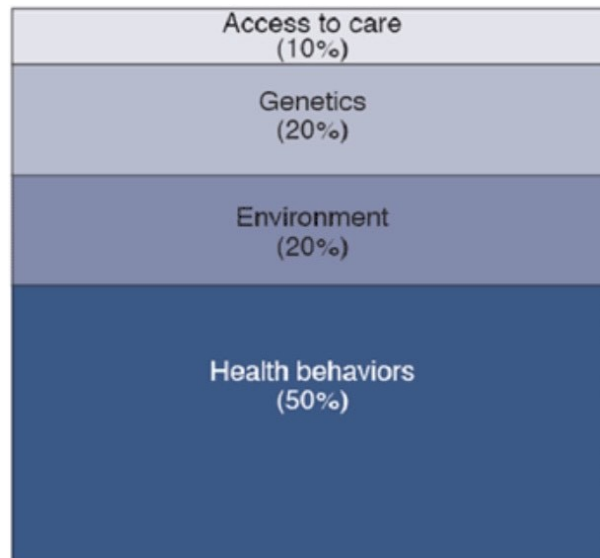 Access to care
(10%)
Genetics
(20%)
Environment
(20%)
Health behaviors
(50%)